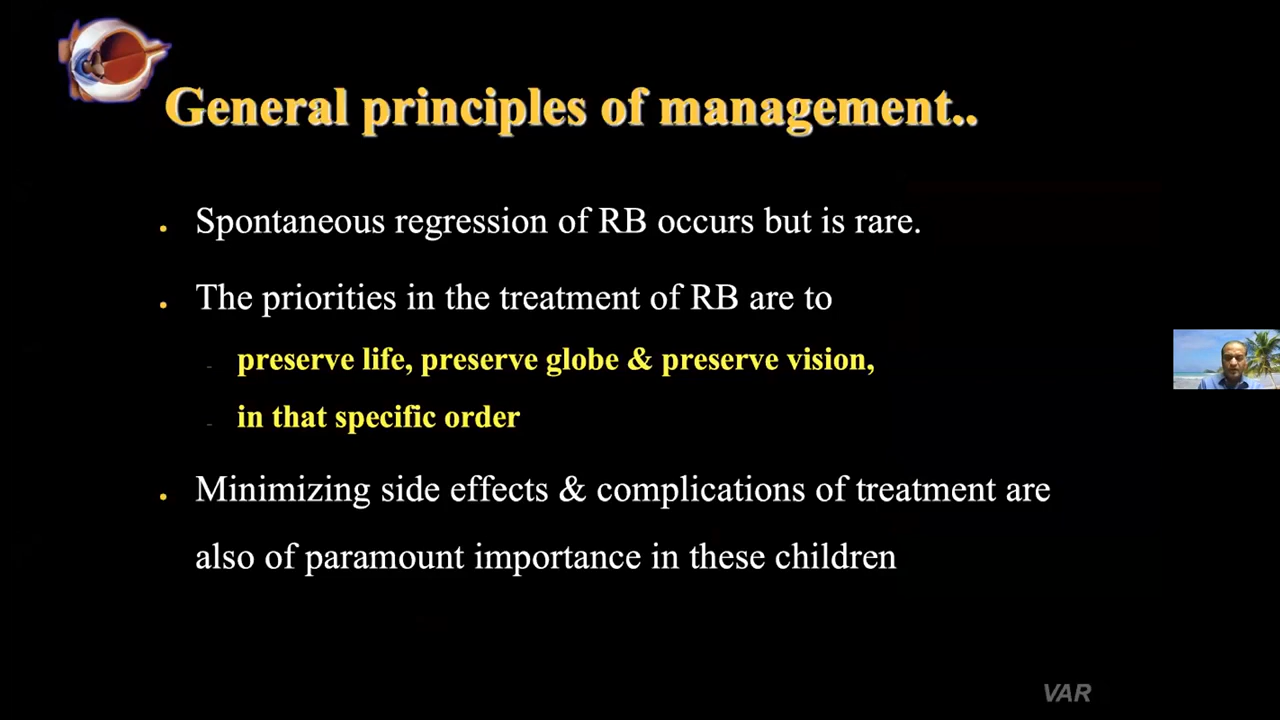 General principles of management..
• Spontaneous regression of RB occurs but is rare.
• The priorities in the treatment of RB are to
- preserve life, preserve globe & preserve vision,
- in that specific order
• Minimizing side effects & complications of treatment are
also of paramount importance in these children
VAR